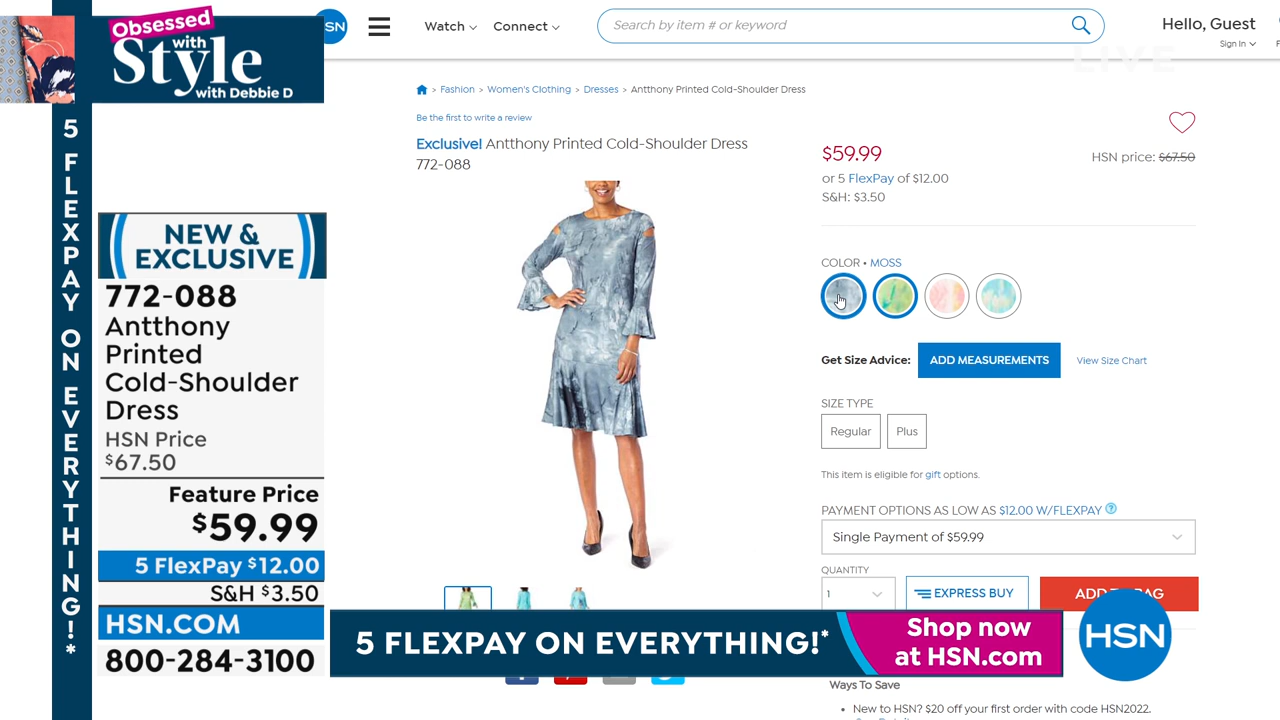 Obsessed
with
Style
with Debbie D
5 FLEXPAY ON EVERYTHING!*
NEW &
EXCLUSIVE
772-088
Antthony
Printed
Cold-Shoulder
Dress
HSN Price
$67.50
Feature Price
$59.99
5 FlexPay $12.00
S&H $3.50
HSN.COM
800-284-3100
SN
Watch
Connect
Search by item # or keyword
Hello, Guest
Sign In
LIVE
Fashion > Women's Clothing > Dresses > Antthony Printed Cold-Shoulder Dress
Be the first to write a review
Exclusive! Antthony Printed Cold-Shoulder Dress
772-088
$59.99
HSN price: $67.50
or 5 FlexPay of $12.00
S&H: $3.50
COLOR • MOSS
Get Size Advice: ADD MEASUREMENTS View Size Chart
SIZE TYPE
Regular Plus
This item is eligible for gift options.
PAYMENT OPTIONS AS LOW AS $12.00 W/FLEXPAY ?
Single Payment of $59.99
QUANTITY
1
EXPRESS BUY
5 FLEXPAY ON EVERYTHING!*
Shop now
at HSN.com
HSN
Ways To Save
• New to HSN? $20 off your first order with code HSN2022.